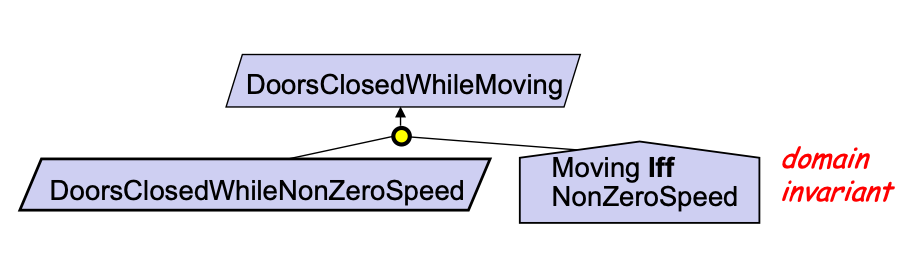 DoorsClosedWhileMoving
DoorsClosedWhileNonZeroSpeed
Moving Iff
NonZeroSpeed
domain
invariant